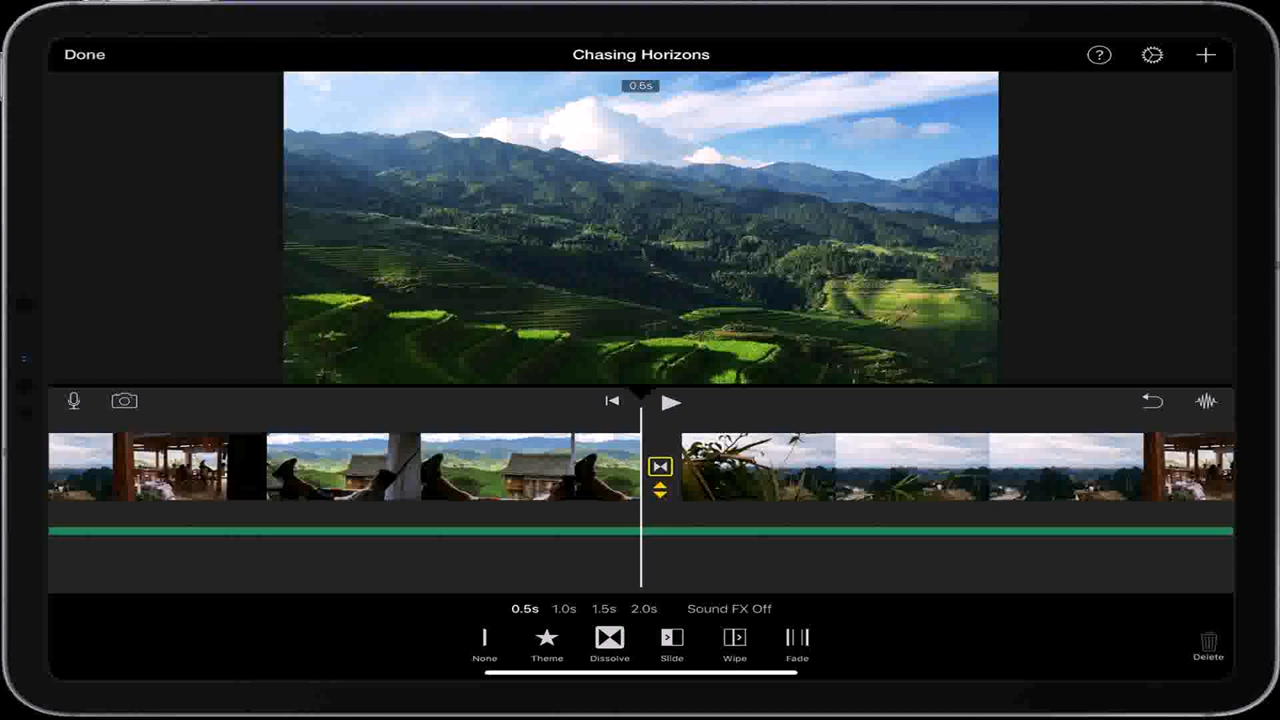 Done
Chasing Horizons
?
0.5s
0.5s 1.0s 1.5s 2.0s Sound FX Off
None Theme Dissolve Slide Wipe Fade
Delete